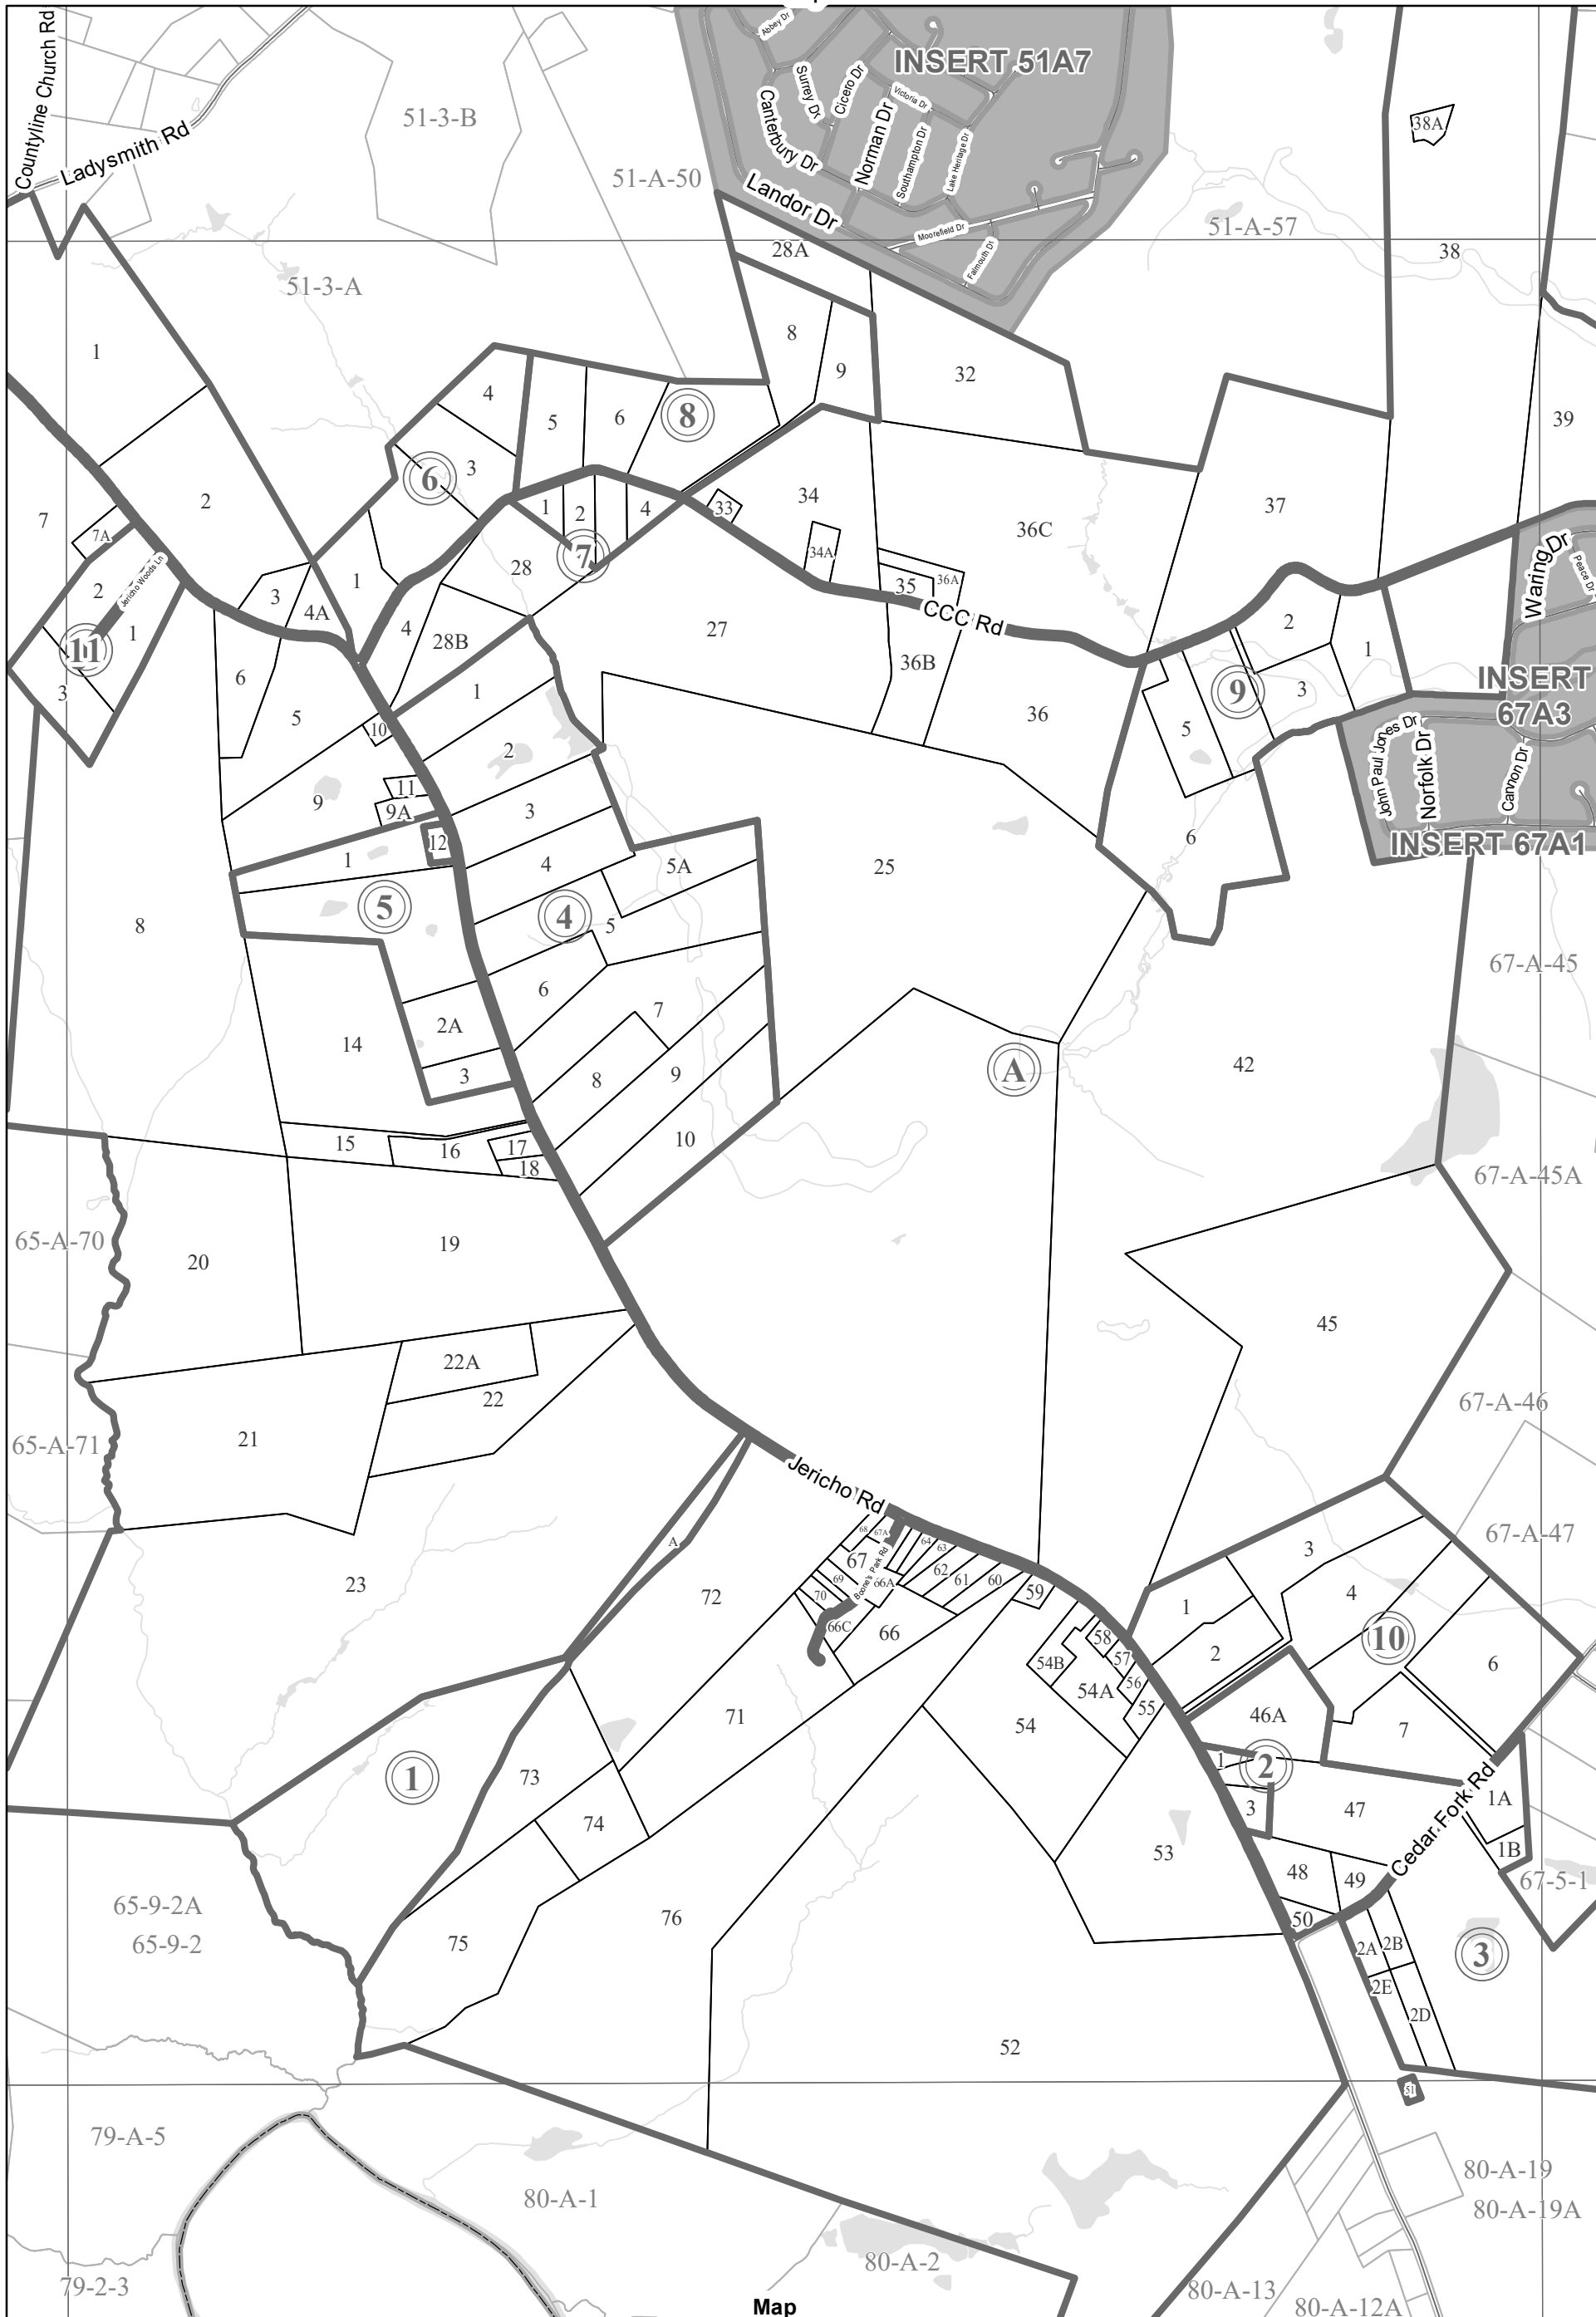 Countyline Church Rd
Ladysmith Rd
51-3-B
51-A-50
51-3-A
INSERT 51A7
Abbey Dr
Surrey Dr
Cicero Dr
Victoria Dr
Canterbury Dr
Norman Dr
Southampton Dr
Lake Heritage Dr
Landor Dr
Moorefield Dr
Falmouth Dr
51-A-57
38A
38
28A
8
9
32
39
1
4
5
6
8
3
6
2
7
7A
34
33
34A
36C
37
1
2
4
7
28
35
36A
CCC Rd
Waring Dr
Peace Dr
2
Jericho Woods Ln
1
11
3
3
4A
1
4
28B
27
36B
36
2
1
9
3
5
INSERT
67A3
6
5
10
1
2
John Paul Jones Dr
Norfolk Dr
Cannon Dr
INSERT 67A1
9
11
9A
12
3
1
4
5A
25
6
5
4
5
8
67-A-45
6
7
2A
14
3
8
9
A
42
10
15
16
17
18
67-A-45A
65-A-70
20
19
45
22A
22
21
65-A-71
67-A-46
Jericho Rd
67-A-47
A
23
72
68
67A
67
Boone's Park Rd
64
63
62
61
60
59
69
66A
70
66C
66
3
4
1
2
10
6
58
57
54B
56
54A
55
54
46A
7
71
73
1
74
1
2
3
47
Cedar Fork Rd
1A
1B
53
48
49
50
67-5-1
65-9-2A
65-9-2
76
75
2A
2B
3
2E
2D
52
51
79-A-5
80-A-1
80-A-19
80-A-19A
80-A-2
79-2-3
80-A-13
80-A-12A
Map